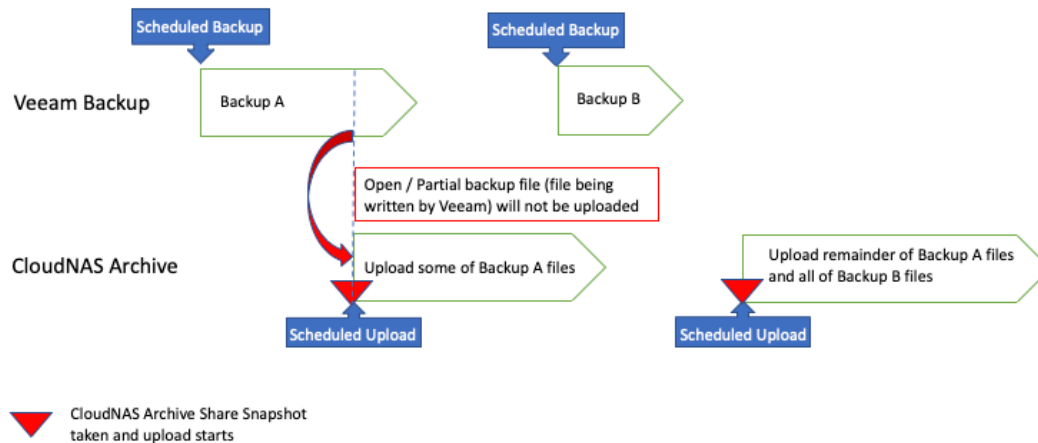 Scheduled Backup
Scheduled Backup
Veeam Backup
Backup A
Backup B
Open / Partial backup file (file being
written by Veeam) will not be uploaded
CloudNAS Archive
Upload some of Backup A files
Upload remainder of Backup A files
and all of Backup B files
Scheduled Upload
Scheduled Upload
CloudNAS Archive Share Snapshot
taken and upload starts